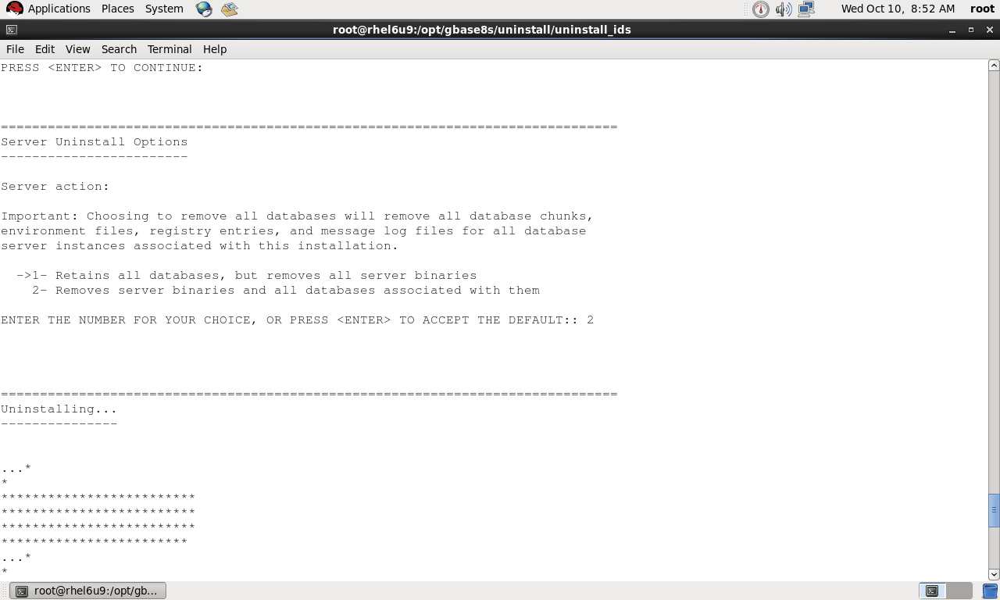 Applications Places System Wed Oct 10, 8:52 AM root
root@rhel6u9:/opt/gbase8s/uninstall/uninstall_ids
File Edit View Search Terminal Help
PRESS <ENTER> TO CONTINUE:
===============================================================================
Server Uninstall Options
------------------------
Server action:
Important: Choosing to remove all databases will remove all database chunks,
environment files, registry entries, and message log files for all database
server instances associated with this installation.
->1- Retains all databases, but removes all server binaries
2- Removes server binaries and all databases associated with them
ENTER THE NUMBER FOR YOUR CHOICE, OR PRESS <ENTER> TO ACCEPT THE DEFAULT:: 2
===============================================================================
Uninstalling...
---------------
...*
*
*************************
*************************
*************************
************************
...*
*
root@rhel6u9:/opt/gb...